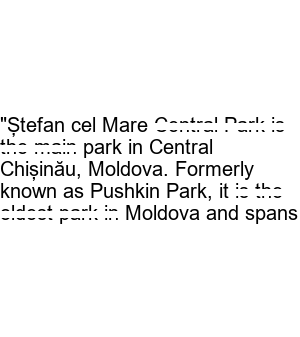 "Ștefan cel Mare Central Park is
the main park in Central
Chișinău, Moldova. Formerly
known as Pushkin Park, it is the
oldest park in Moldova and spans